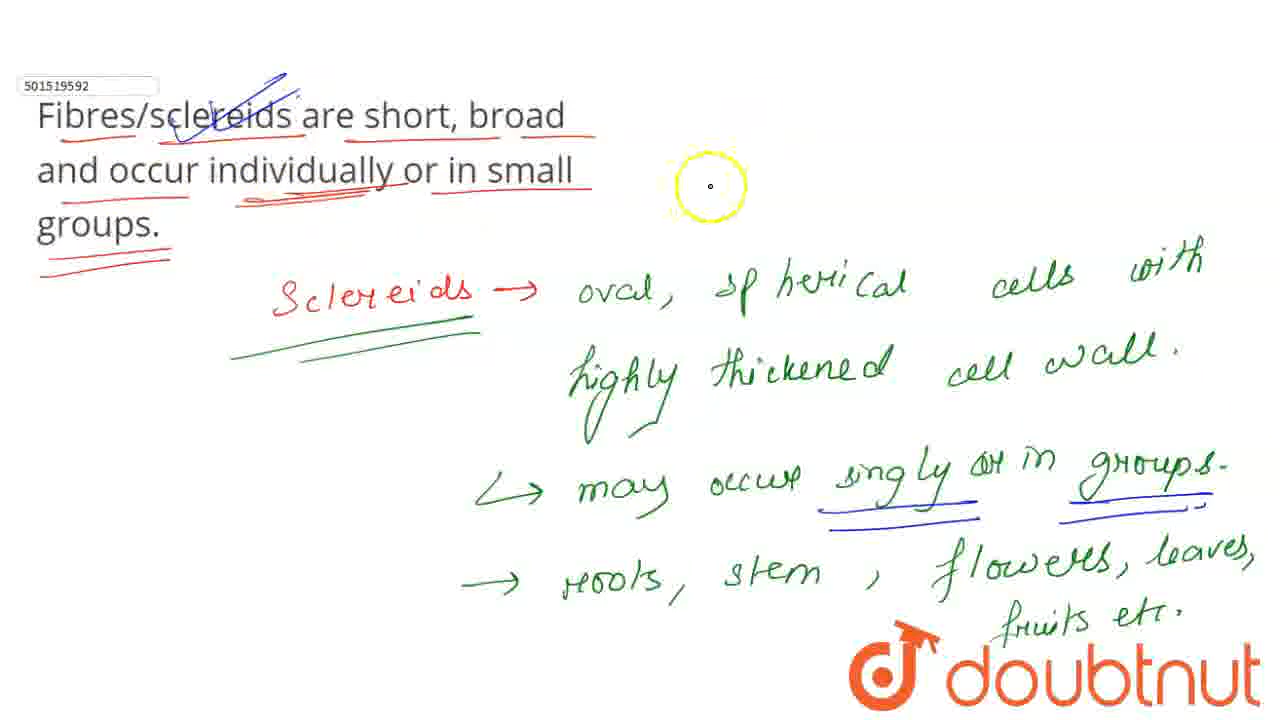 501519592
Fibres/sclereids are short, broad
and occur individually or in small
groups.
Sclereids → oval, spherical cells with
highly thickened cell wall.
↳ may occur singly or in groups.
→ roots, stem, flowers, leaves,
fruits etc.
doubtnut